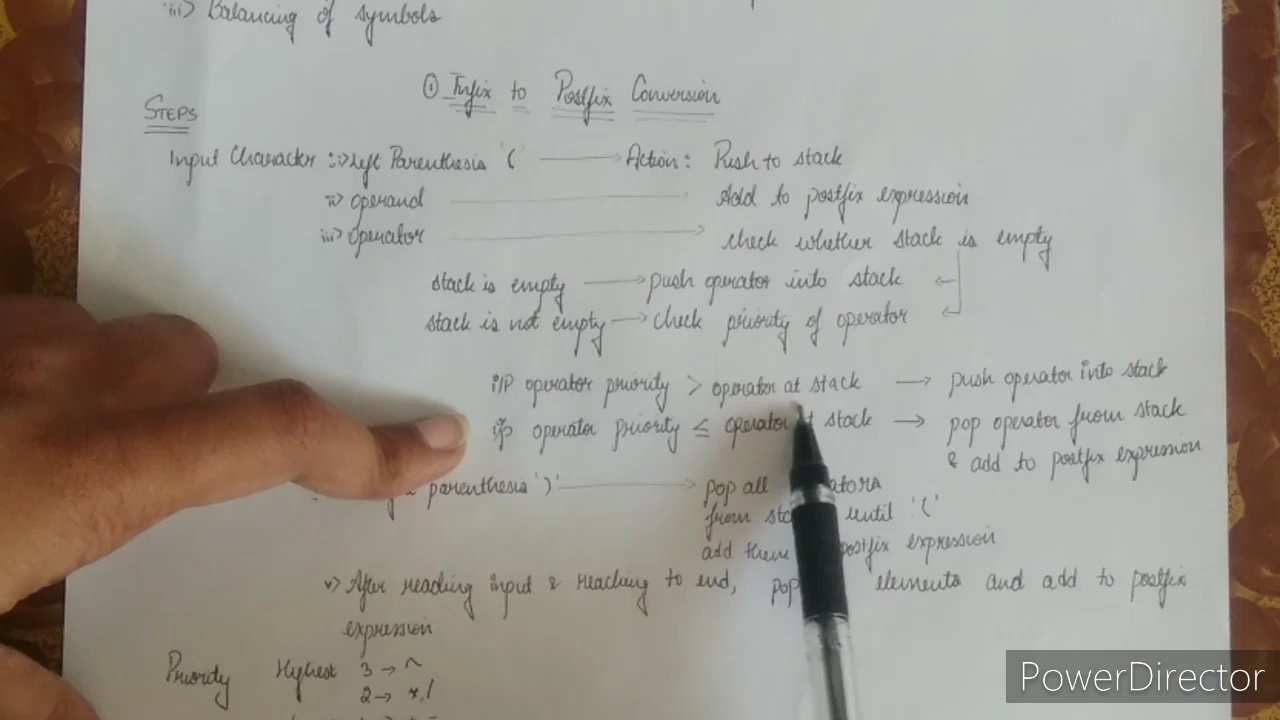 iii> Balancing of symbols
① Infix to Postfix Conversion
STEPS
Input Character :i> left Parenthesis '(' Action: Push to stack
ii> operand Add to postfix expression
iii> operator check whether stack is empty
stack is empty push operator into stack
stack is not empty check priority of operator
i/P operator priority > operator at stack push operator into stack
i/p operator priority ≤ operator stack pop operator from stack
& add to postfix expression
parenthesis ')' pop all
from until '('
add them postfix expression
v> After reading input & reaching to end, pop elements and add to postfix
expression
Priority Highest 3 → ^
2 → *, /
PowerDirector